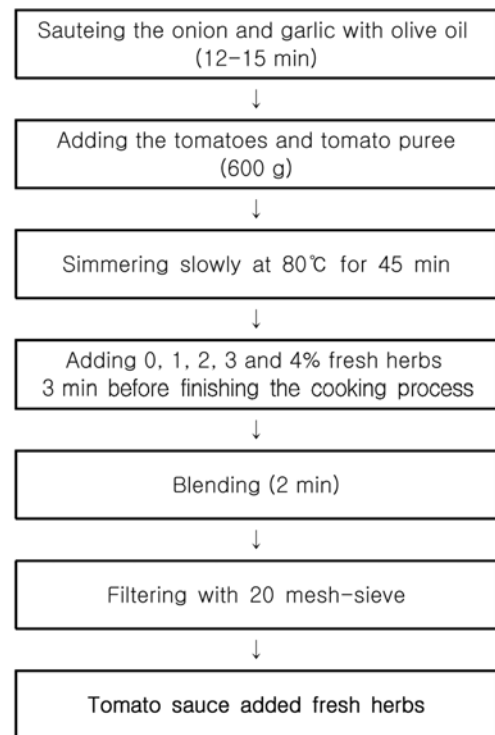 Sauteing the onion and garlic with olive oil
(12-15 min)
↓
Adding the tomatoes and tomato puree
(600 g)
↓
Simmering slowly at 80℃ for 45 min
↓
Adding 0, 1, 2, 3 and 4% fresh herbs
3 min before finishing the cooking process
↓
Blending (2 min)
↓
Filtering with 20 mesh-sieve
↓
Tomato sauce added fresh herbs